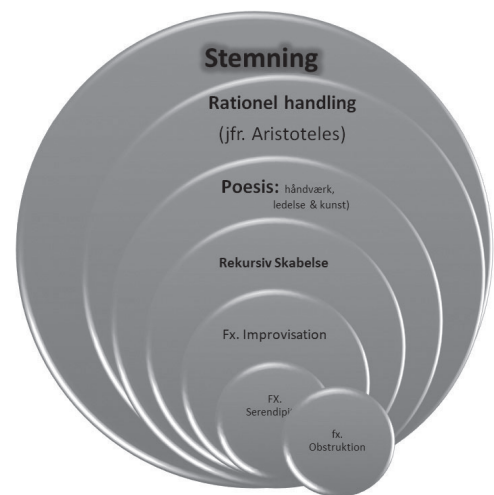 Stemning
Rationel handling
(jfr. Aristoteles)
Poesis: håndværk,
ledelse & kunst)
Rekursiv Skabelse
Fx. Improvisation
FX.
fx.
Obstruktion